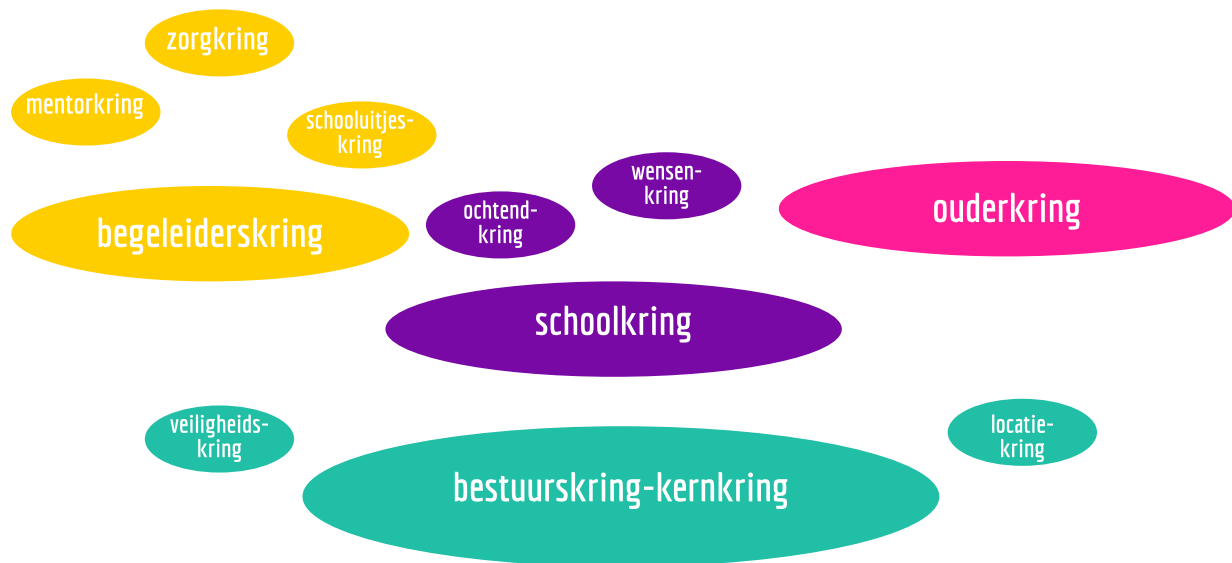 zorgkring
mentorkring
schooluitjes-
kring
begeleiderskring
ochtend-
kring
wensen-
kring
ouderkring
schoolkring
veiligheids-
kring
bestuurskring-kernkring
locatie-
kring